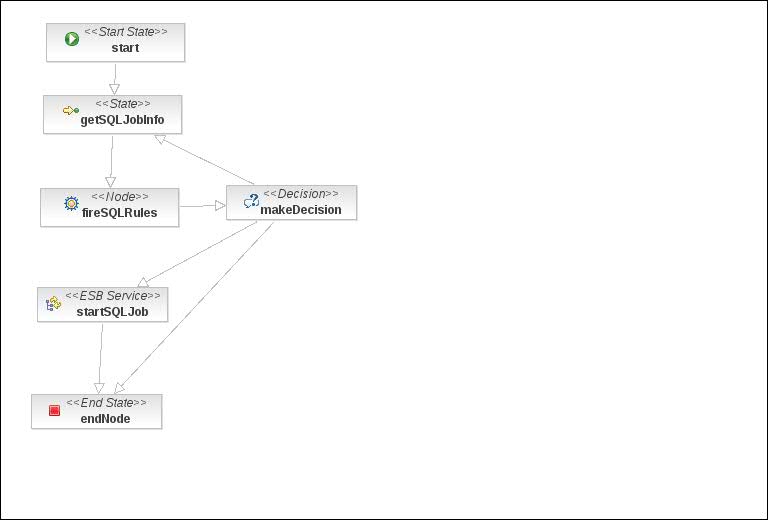 <<Start State>>
start
<<State>>
getSQLJobInfo
<<Node>>
fireSQLRules
<<Decision>>
makeDecision
<<ESB Service>>
startSQLJob
<<End State>>
endNode